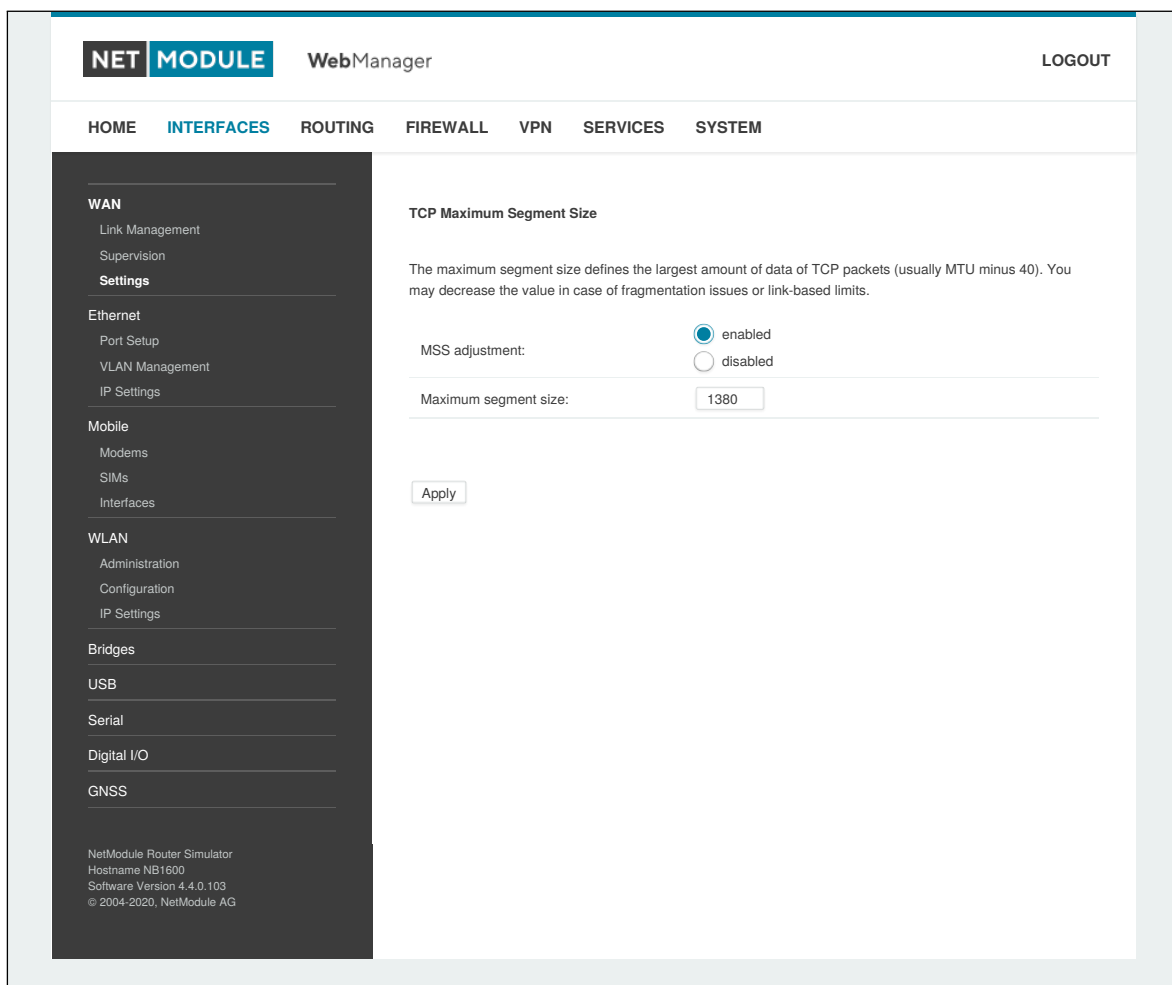 NET MODULE WebManager LOGOUT
HOME INTERFACES ROUTING FIREWALL VPN SERVICES SYSTEM
WAN
Link Management
Supervision
Settings
Ethernet
Port Setup
VLAN Management
IP Settings
Mobile
Modems
SIMs
Interfaces
WLAN
Administration
Configuration
IP Settings
Bridges
USB
Serial
Digital I/O
GNSS
NetModule Router Simulator
Hostname NB1600
Software Version 4.4.0.103
© 2004-2020, NetModule AG
TCP Maximum Segment Size
The maximum segment size defines the largest amount of data of TCP packets (usually MTU minus 40). You
may decrease the value in case of fragmentation issues or link-based limits.
MSS adjustment:
enabled
disabled
Maximum segment size: 1380
Apply